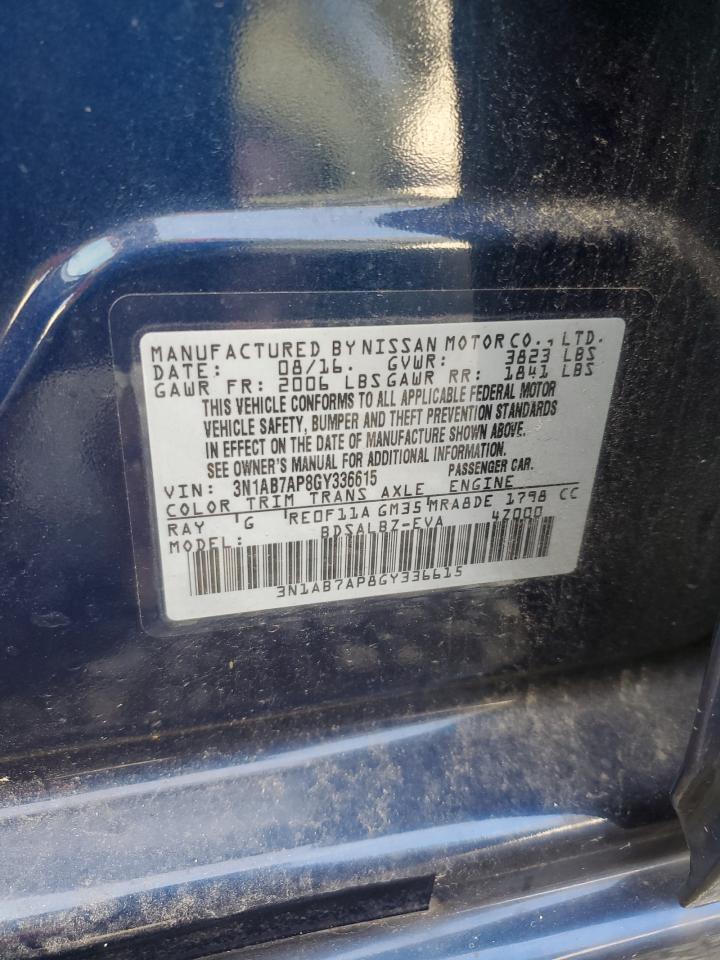 MANUFACTURED BY NISSAN MOTOR CO., LTD.
DATE: 08/16. GVWR: 3823 LBS
GAWR FR: 2006 LBS GAWR RR: 1841 LBS
THIS VEHICLE CONFORMS TO ALL APPLICABLE FEDERAL MOTOR
VEHICLE SAFETY, BUMPER AND THEFT PREVENTION STANDARDS
IN EFFECT ON THE DATE OF MANUFACTURE SHOWN ABOVE.
SEE OWNER'S MANUAL FOR ADDITIONAL INFORMATION.
VIN: 3N1AB7AP8GY336615 PASSENGER CAR.
COLOR TRIM TRANS AXLE ENGINE
RAY G RE0F11A GM35 MRA8DE 1798 CC
MODEL: BDSALBZ-EVA 4Z000
3N1AB7AP8GY336615